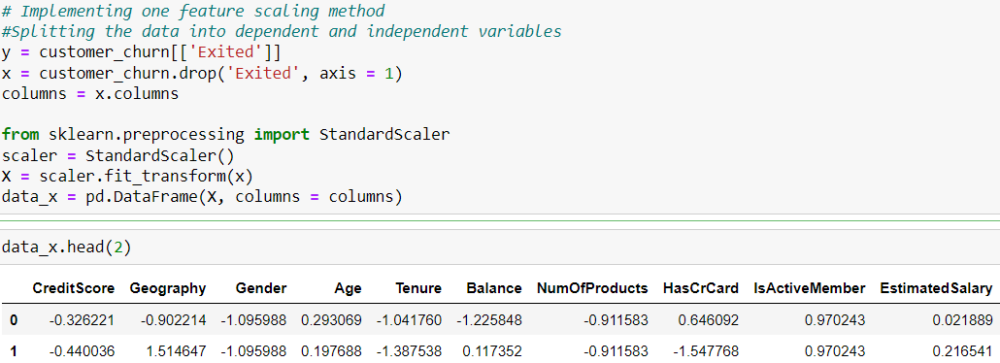 # Implementing one feature scaling method
#Splitting the data into dependent and independent variables
y = customer_churn[['Exited']]
x = customer_churn.drop('Exited', axis = 1)
columns = x.columns
from sklearn.preprocessing import StandardScaler
scaler = StandardScaler()
X = scaler.fit_transform(x)
data_x = pd.DataFrame(X, columns = columns)
data_x.head(2)
CreditScore Geography Gender Age Tenure Balance NumOfProducts HasCrCard IsActiveMember EstimatedSalary
0 -0.326221 -0.902214 -1.095988 0.293069 -1.041760 -1.225848 -0.911583 0.646092 0.970243 0.021889
1 -0.440036 1.514647 -1.095988 0.197688 -1.387538 0.117352 -0.911583 -1.547768 0.970243 0.216541